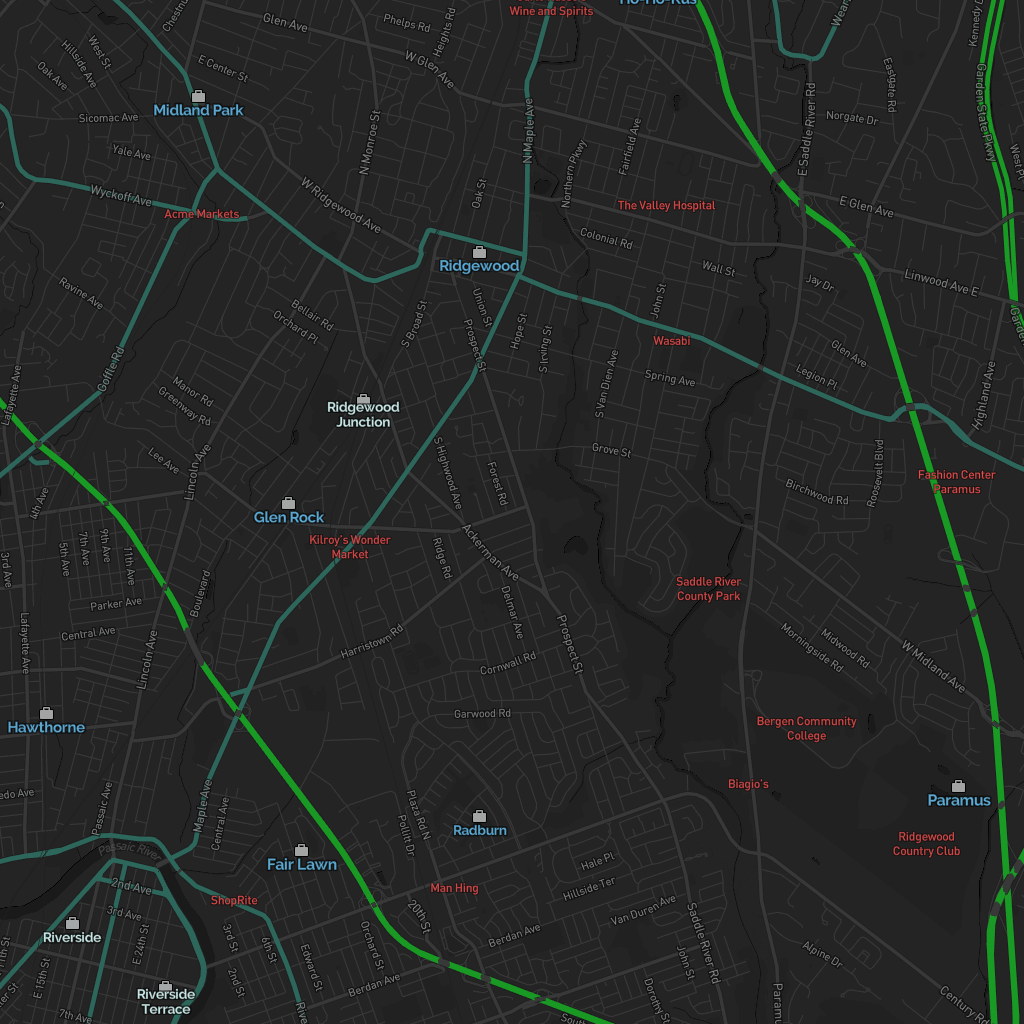 Wine and Spirits
Glen Ave
Phelps Rd
Heights Rd
W Glen Ave
West St
Hillside Ave
Oak Ave
E Center St
Midland Park
Sicomac Ave
Yale Ave
Wyckoff Ave
Acme Markets
N Monroe St
W Ridgewood Ave
Oak St
N Maple Ave
Northern Pkwy
Fairfield Ave
The Valley Hospital
E Saddle River Rd
Norgate Dr
Eastgate Rd
Garden State Pkwy
E Glen Ave
Colonial Rd
Wall St
Jay Dr
Linwood Ave E
Ridgewood
Ravine Ave
Bellair Rd
Orchard Pl
S Broad St
Union St
Prospect St
Hope St
S Irving St
John St
Wasabi
Glen Ave
Legion Pl
Highland Ave
Goffle Rd
Lafayette Ave
Manor Rd
Greenway Rd
Ridgewood
Junction
S Van Dien Ave
Spring Ave
Lee Ave
Lincoln Ave
S Highwood Ave
Forest Rd
Grove St
Birchwood Rd
Roosevelt Blvd
Fashion Center
Paramus
4th Ave
Glen Rock
Kilroy's Wonder
Market
Ridge Rd
Ackerman Ave
3rd Ave
5th Ave
7th Ave
9th Ave
11th Ave
Parker Ave
Boulevard
Delmar Ave
Saddle River
County Park
Lafayette Ave
Central Ave
Lincoln Ave
Harristown Rd
Prospect St
Cornwall Rd
Morningside Rd
Midwood Rd
W Midland Ave
Hawthorne
Garwood Rd
Bergen Community
College
Biagio's
Paramus
Passaic Ave
Maple Ave
Central Ave
Plaza Rd N
Pollitt Dr
Radburn
Ridgewood
Country Club
Passaic River
Fair Lawn
Hale Pl
2nd Ave
ShopRite
Man Hing
Hillside Ter
3rd Ave
20th St
Van Duren Ave
Riverside
E 24th St
3rd St
6th St
Edward St
Orchard St
Berdan Ave
Saddle River Rd
Alpine Dr
E 15th St
2nd St
Berdan Ave
John St
Dorothy St
Century Rd
Riverside
Terrace
7th Ave